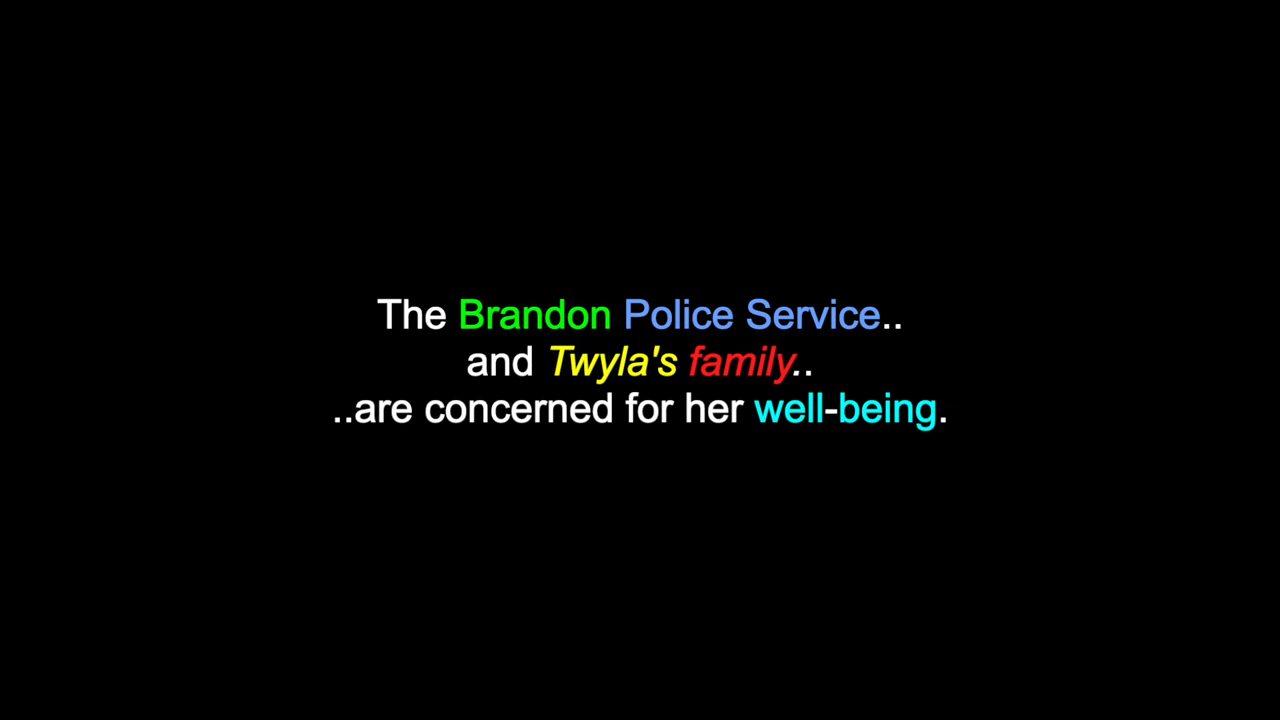 The Brandon Police Service..
and Twyla's family..
..are concerned for her well-being.